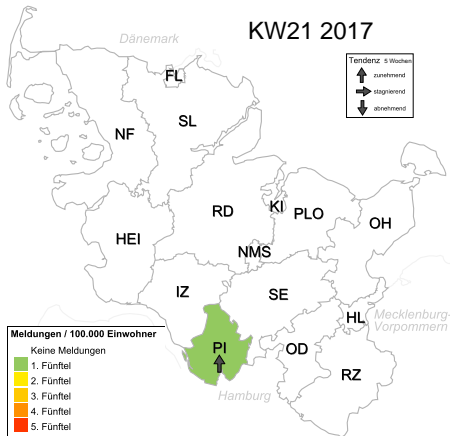 KW21 2017
Dänemark
Tendenz 5 Wochen
zunehmend
stagnierend
abnehmend
FL
SL
NF
RD
KI
PLO
OH
HEI
NMS
IZ
SE
HL
Mecklenburg-
Vorpommern
PI
OD
RZ
Hamburg
Meldungen / 100.000 Einwohner
Keine Meldungen
1. Fünftel
2. Fünftel
3. Fünftel
4. Fünftel
5. Fünftel